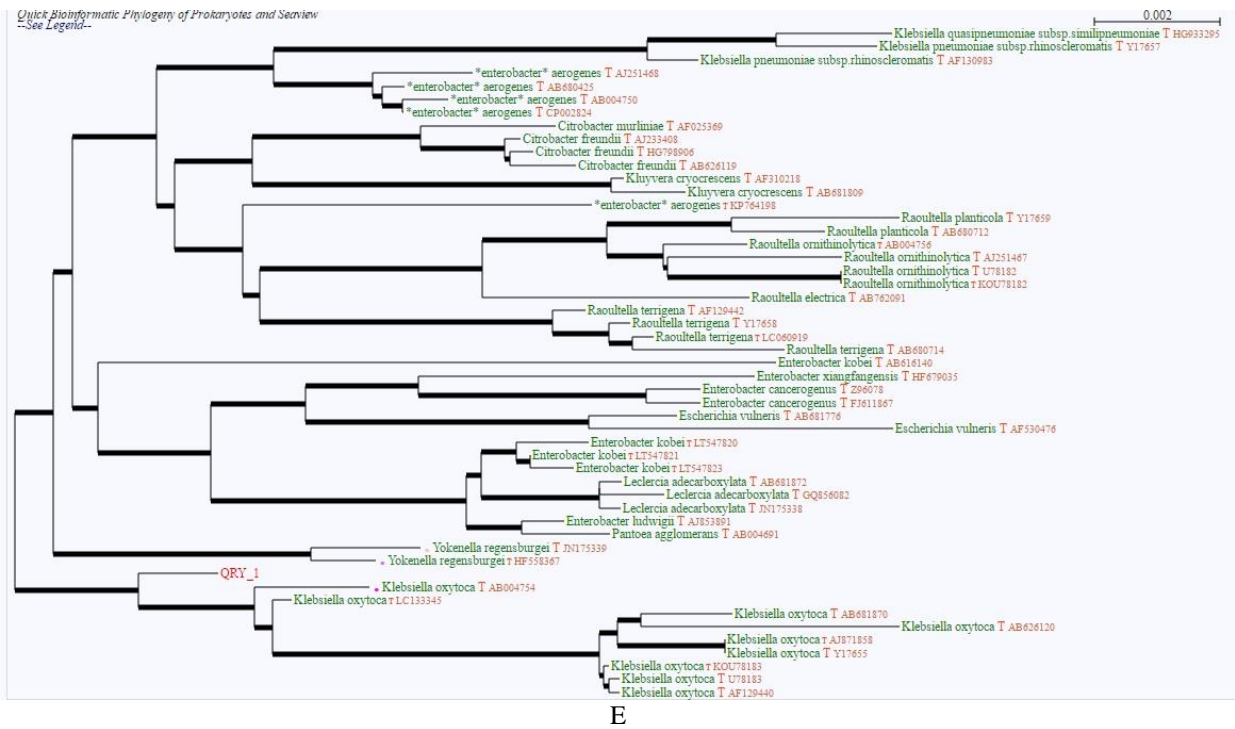 Quick Bioinformatic Phylogeny of Prokaryotes and Seaview
--See Legend--
0.002
Klebsiella quasipneumoniae subsp.similipneumoniae T HG933295
Klebsiella pneumoniae subsp.rhinoscleromatis T Y17657
Klebsiella pneumoniae subsp.rhinoscleromatis T AF130983
*enterobacter* aerogenes T AJ251468
*enterobacter* aerogenes T AB680425
*enterobacter* aerogenes T AB004750
*enterobacter* aerogenes T CP002824
Citrobacter murliniae T AF025369
Citrobacter freundii T AJ233408
Citrobacter freundii T HG798906
Citrobacter freundii T AB626119
Kluyvera cryocrescens T AF310218
Kluyvera cryocrescens T AB681809
*enterobacter* aerogenes T KP764198
Raoultella planticola T Y17659
Raoultella planticola T AB680712
Raoultella ornithinolytica T AB004756
Raoultella ornithinolytica T AJ251467
Raoultella ornithinolytica T U78182
Raoultella ornithinolytica T KOU78182
Raoultella electrica T AB762091
Raoultella terrigena T AF129442
Raoultella terrigena T Y17658
Raoultella terrigena T LC060919
Raoultella terrigena T AB680714
Enterobacter kobei T AB616140
Enterobacter xiangfangensis T HF679035
Enterobacter cancerogenus T Z96078
Enterobacter cancerogenus T FJ611867
Escherichia vulneris T AB681776
Escherichia vulneris T AF530476
Enterobacter kobei T LT547820
Enterobacter kobei T LT547821
Enterobacter kobei T LT547823
Leclercia adecarboxylata T AB681872
Leclercia adecarboxylata T GQ856082
Leclercia adecarboxylata T JN175338
Enterobacter ludwigii T AJ853891
Pantoea agglomerans T AB004691
Yokenella regensburgei T JN175339
Yokenella regensburgei T HF558367
QRY_1
Klebsiella oxytoca T AB004754
Klebsiella oxytoca T LC133345
Klebsiella oxytoca T AB681870
Klebsiella oxytoca T AB626120
Klebsiella oxytoca T AJ871858
Klebsiella oxytoca T Y17655
Klebsiella oxytoca T KOU78183
Klebsiella oxytoca T U78183
Klebsiella oxytoca T AF129440
E